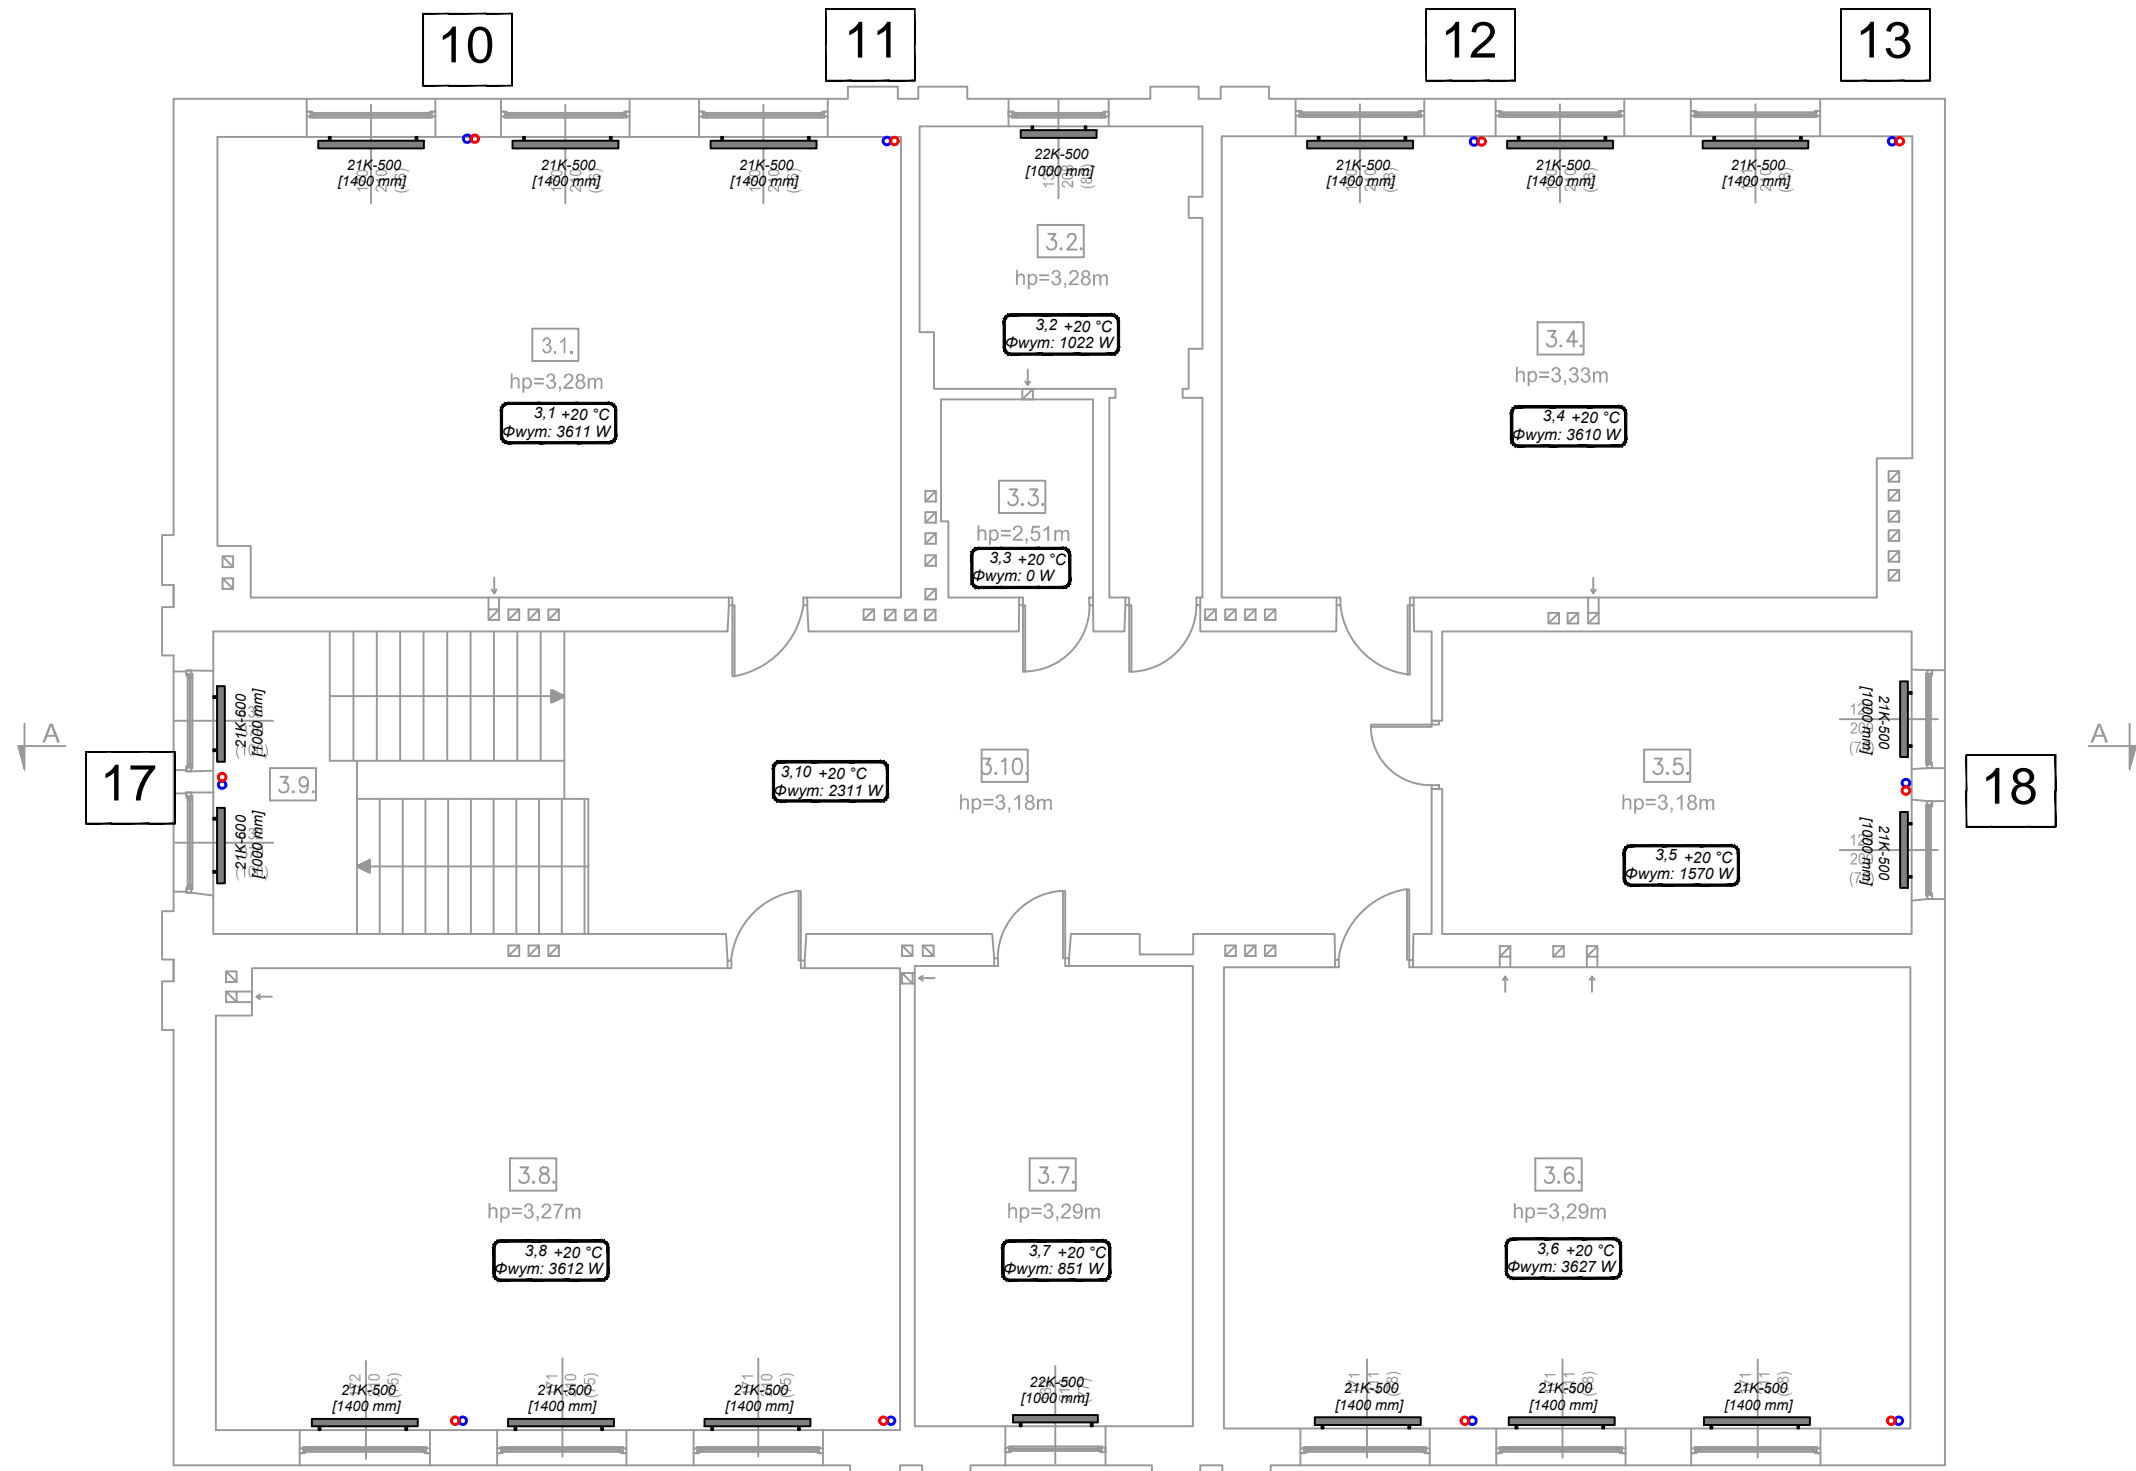 10
11
12
13
21K-500
[1400 mm]
21K-500
[1400 mm]
21K-500
[1400 mm]
22K-500
[1000 mm]
21K-500
[1400 mm]
21K-500
[1400 mm]
21K-500
[1400 mm]
3.1.
hp=3,28m
3,1 +20 °C
Φwym: 3611 W
3.2.
hp=3,28m
3,2 +20 °C
Φwym: 1022 W
3.3.
hp=2,51m
3,3 +20 °C
Φwym: 0 W
3.4.
hp=3,33m
3,4 +20 °C
Φwym: 3610 W
A
17
21K-600
[1000 mm]
21K-600
[1000 mm]
3.9.
3,10 +20 °C
Φwym: 2311 W
3.10.
hp=3,18m
3.5.
hp=3,18m
3,5 +20 °C
Φwym: 1570 W
21K-500
[1000 mm]
21K-500
[1000 mm]
A
18
3.8.
hp=3,27m
3,8 +20 °C
Φwym: 3612 W
3.7.
hp=3,29m
3,7 +20 °C
Φwym: 851 W
3.6.
hp=3,29m
3,6 +20 °C
Φwym: 3627 W
21K-500
[1400 mm]
21K-500
[1400 mm]
21K-500
[1400 mm]
22K-500
[1000 mm]
21K-500
[1400 mm]
21K-500
[1400 mm]
21K-500
[1400 mm]